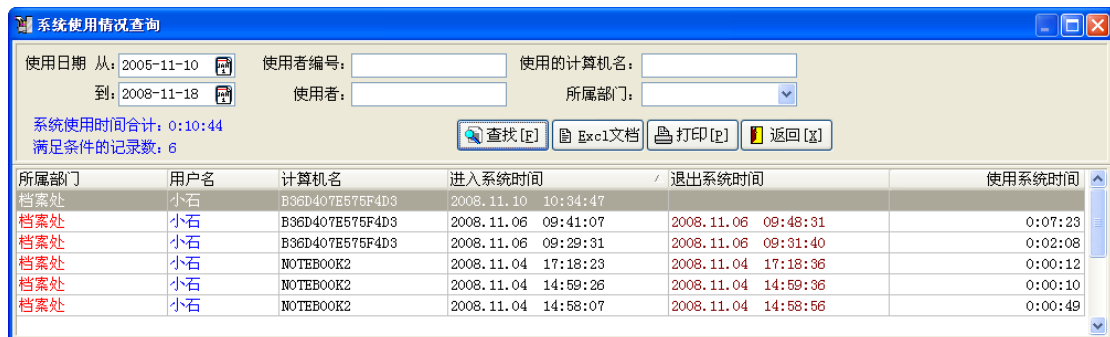 系统使用情况查询
使用日期 从: 2005-11-10 使用者编号: 使用的计算机名:
到: 2008-11-18 使用者: 所属部门:
系统使用时间合计: 0:10:44
满足条件的记录数: 6
查找[F] Excl文档 打印[P] 返回[X]
所属部门 用户名 计算机名 进入系统时间 退出系统时间 使用系统时间
档案处 小石 B36D407E575F4D3 2008.11.10 10:34:47
档案处 小石 B36D407E575F4D3 2008.11.06 09:41:07 2008.11.06 09:48:31 0:07:23
档案处 小石 B36D407E575F4D3 2008.11.06 09:29:31 2008.11.06 09:31:40 0:02:08
档案处 小石 NOTEBOOK2 2008.11.04 17:18:23 2008.11.04 17:18:36 0:00:12
档案处 小石 NOTEBOOK2 2008.11.04 14:59:26 2008.11.04 14:59:36 0:00:10
档案处 小石 NOTEBOOK2 2008.11.04 14:58:07 2008.11.04 14:58:56 0:00:49